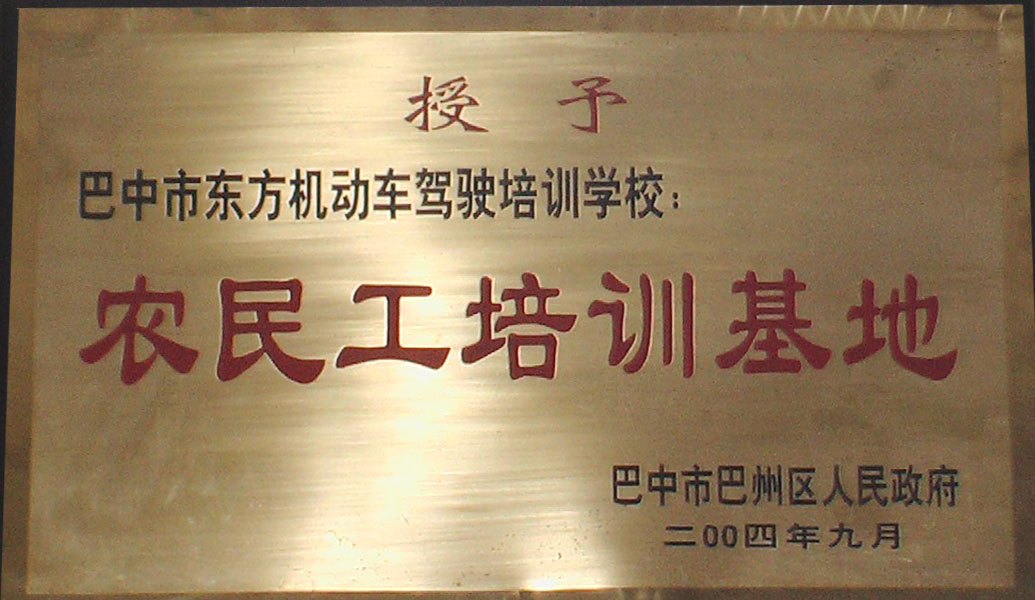 授予
巴中市东方机动车驾驶培训学校：
农民工培训基地
巴中市巴州区人民政府
二00四年九月